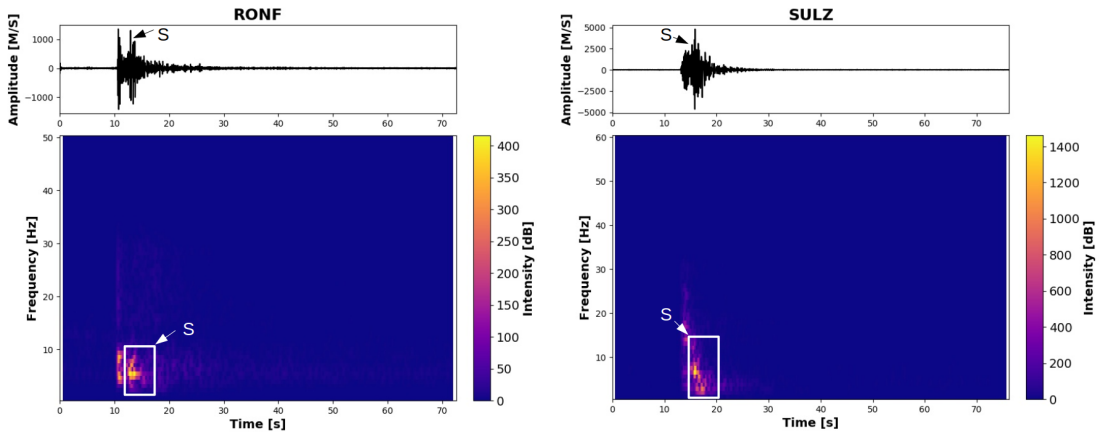 RONF
Amplitude [M/S]
1000
0
−1000
S
0 10 20 30 40 50 60 70
Frequency [Hz]
50
40
30
20
10
S
0 10 20 30 40 50 60 70
Time [s]
400
350
300
250
200
150
100
50
0
Intensity [dB]
SULZ
Amplitude [M/S]
5000
2500
0
−2500
−5000
S
0 10 20 30 40 50 60 70
Frequency [Hz]
60
50
40
30
20
10
S
0 10 20 30 40 50 60 70
Time [s]
1400
1200
1000
800
600
400
200
0
Intensity [dB]